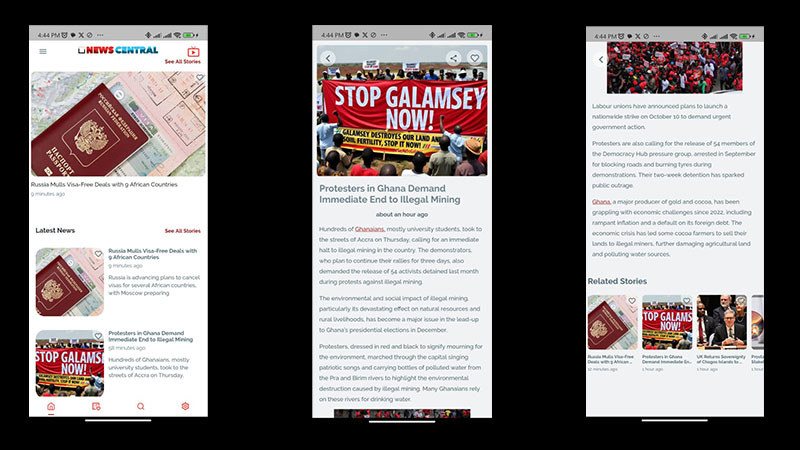 4:44 PM
NEWS CENTRAL
See All Stories
РОССИЙСКАЯ ФЕДЕРАЦИЯ
ПАСПОРТ
Russia Mulls Visa-Free Deals with 9 African Countries
9 minutes ago
Latest News
See All Stories
Russia Mulls Visa-Free Deals with
9 African Countries
9 minutes ago
Russia is advancing plans to cancel
visas for several African countries,
with Moscow preparing
Protesters in Ghana Demand
Immediate End to Illegal Mining
58 minutes ago
Hundreds of Ghanaians, mostly
university students, took to the
streets of Accra on Thursday,
4:44 PM
STOP GALAMSEY
NOW!
GALAMSEY DESTROYES OUR LAND AND
SOIL FERTILITY, STOP IT NOW!
Protesters in Ghana Demand
Immediate End to Illegal Mining
about an hour ago
Hundreds of Ghanaians, mostly university students, took to
the streets of Accra on Thursday, calling for an immediate
halt to illegal mining in the country. The demonstrators,
who plan to continue their rallies for three days, also
demanded the release of 54 activists detained last month
during protests against illegal mining.
The environmental and social impact of illegal mining,
particularly its devastating effect on natural resources and
rural livelihoods, has become a major issue in the lead-up
to Ghana's presidential elections in December.
Protesters, dressed in red and black to signify mourning for
the environment, marched through the capital singing
patriotic songs and carrying bottles of polluted water from
the Pra and Birim rivers to highlight the environmental
destruction caused by illegal mining. Many Ghanaians rely
on these rivers for drinking water.
4:44 PM
Labour unions have announced plans to launch a
nationwide strike on October 10 to demand urgent
government action.
Protesters are also calling for the release of 54 members of
the Democracy Hub pressure group, arrested in September
for blocking roads and burning tyres during
demonstrations. Their two-week detention has sparked
public outrage.
Ghana, a major producer of gold and cocoa, has been
grappling with economic challenges since 2022, including
rampant inflation and a default on its foreign debt. The
economic crisis has led some cocoa farmers to sell their
lands to illegal miners, further damaging agricultural land
and polluting water sources.
Related Stories
Russia Mulls Visa-Free
Deals with 9 African ...
10 minutes ago
Protesters in Ghana
Demand Immediate En...
1 hour ago
UK Returns Sovereignty
of Chagos Islands to ...
1 hour ago